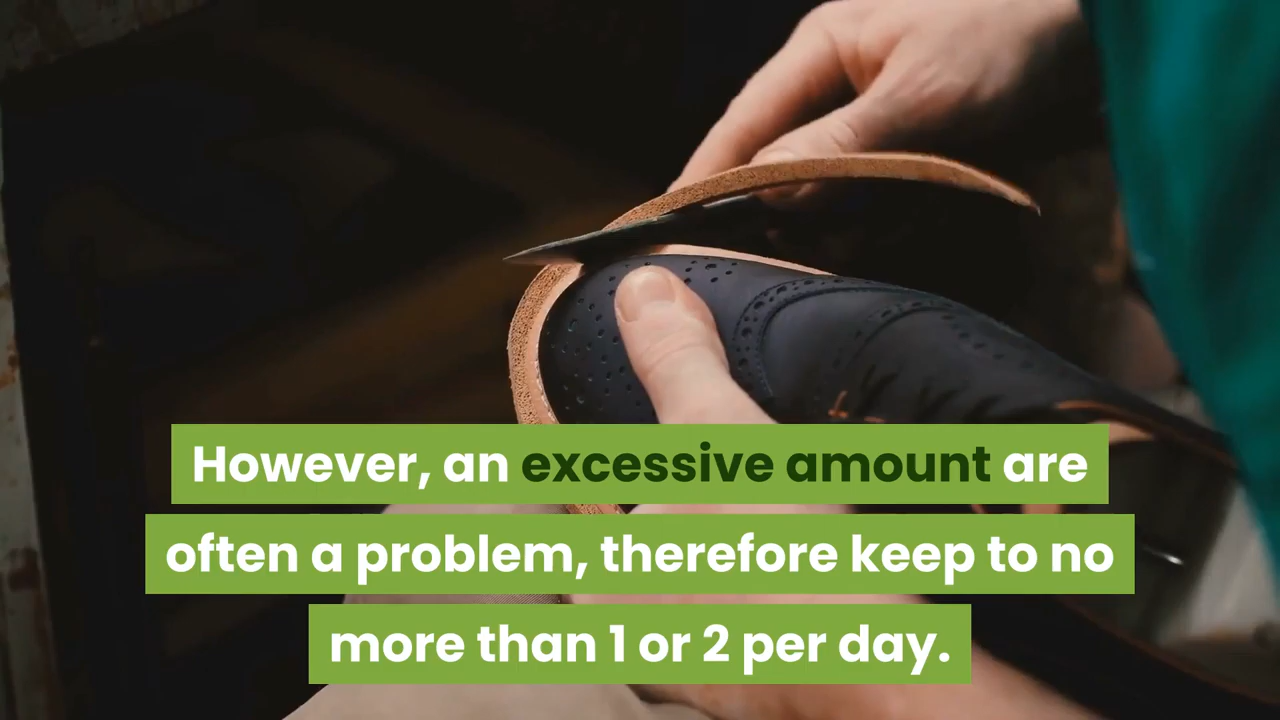 However, an excessive amount are
often a problem, therefore keep to no
more than 1 or 2 per day.